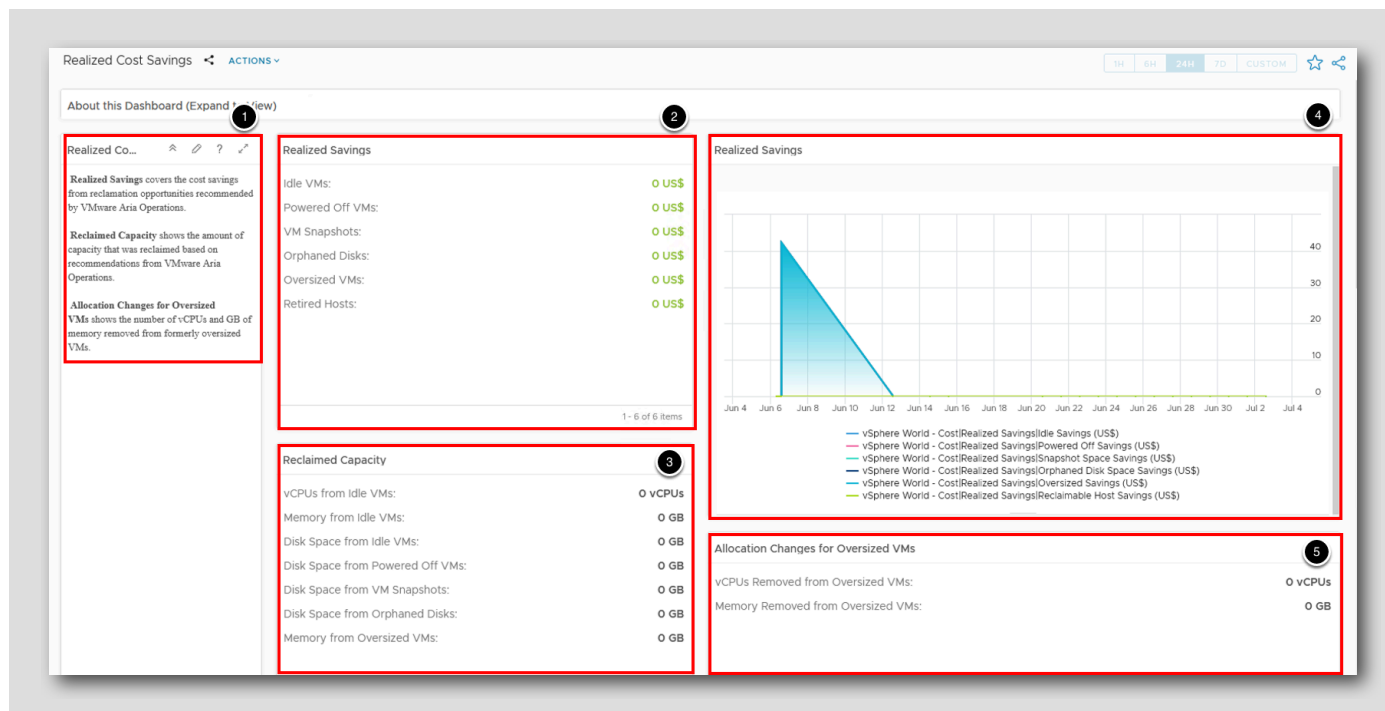 Realized Cost Savings ACTIONS
1H 6H 24H 7D CUSTOM
About this Dashboard (Expand to View)
1
Realized Co... ?
Realized Savings covers the cost savings
from reclamation opportunities recommended
by VMware Aria Operations.
Reclaimed Capacity shows the amount of
capacity that was reclaimed based on
recommendations from VMware Aria
Operations.
Allocation Changes for Oversized
VMs shows the number of vCPUs and GB of
memory removed from formerly oversized
VMs.
2
Realized Savings
Idle VMs: 0 US$
Powered Off VMs: 0 US$
VM Snapshots: 0 US$
Orphaned Disks: 0 US$
Oversized VMs: 0 US$
Retired Hosts: 0 US$
1 - 6 of 6 items
3
Reclaimed Capacity
vCPUs from Idle VMs: 0 vCPUs
Memory from Idle VMs: 0 GB
Disk Space from Idle VMs: 0 GB
Disk Space from Powered Off VMs: 0 GB
Disk Space from VM Snapshots: 0 GB
Disk Space from Orphaned Disks: 0 GB
Memory from Oversized VMs: 0 GB
4
Realized Savings
40
30
20
10
0
Jun 4 Jun 6 Jun 8 Jun 10 Jun 12 Jun 14 Jun 16 Jun 18 Jun 20 Jun 22 Jun 24 Jun 26 Jun 28 Jun 30 Jul 2 Jul 4
vSphere World - Cost|Realized Savings|Idle Savings (US$)
vSphere World - Cost|Realized Savings|Powered Off Savings (US$)
vSphere World - Cost|Realized Savings|Snapshot Space Savings (US$)
vSphere World - Cost|Realized Savings|Orphaned Disk Space Savings (US$)
vSphere World - Cost|Realized Savings|Oversized Savings (US$)
vSphere World - Cost|Realized Savings|Reclaimable Host Savings (US$)
5
Allocation Changes for Oversized VMs
vCPUs Removed from Oversized VMs: 0 vCPUs
Memory Removed from Oversized VMs: 0 GB